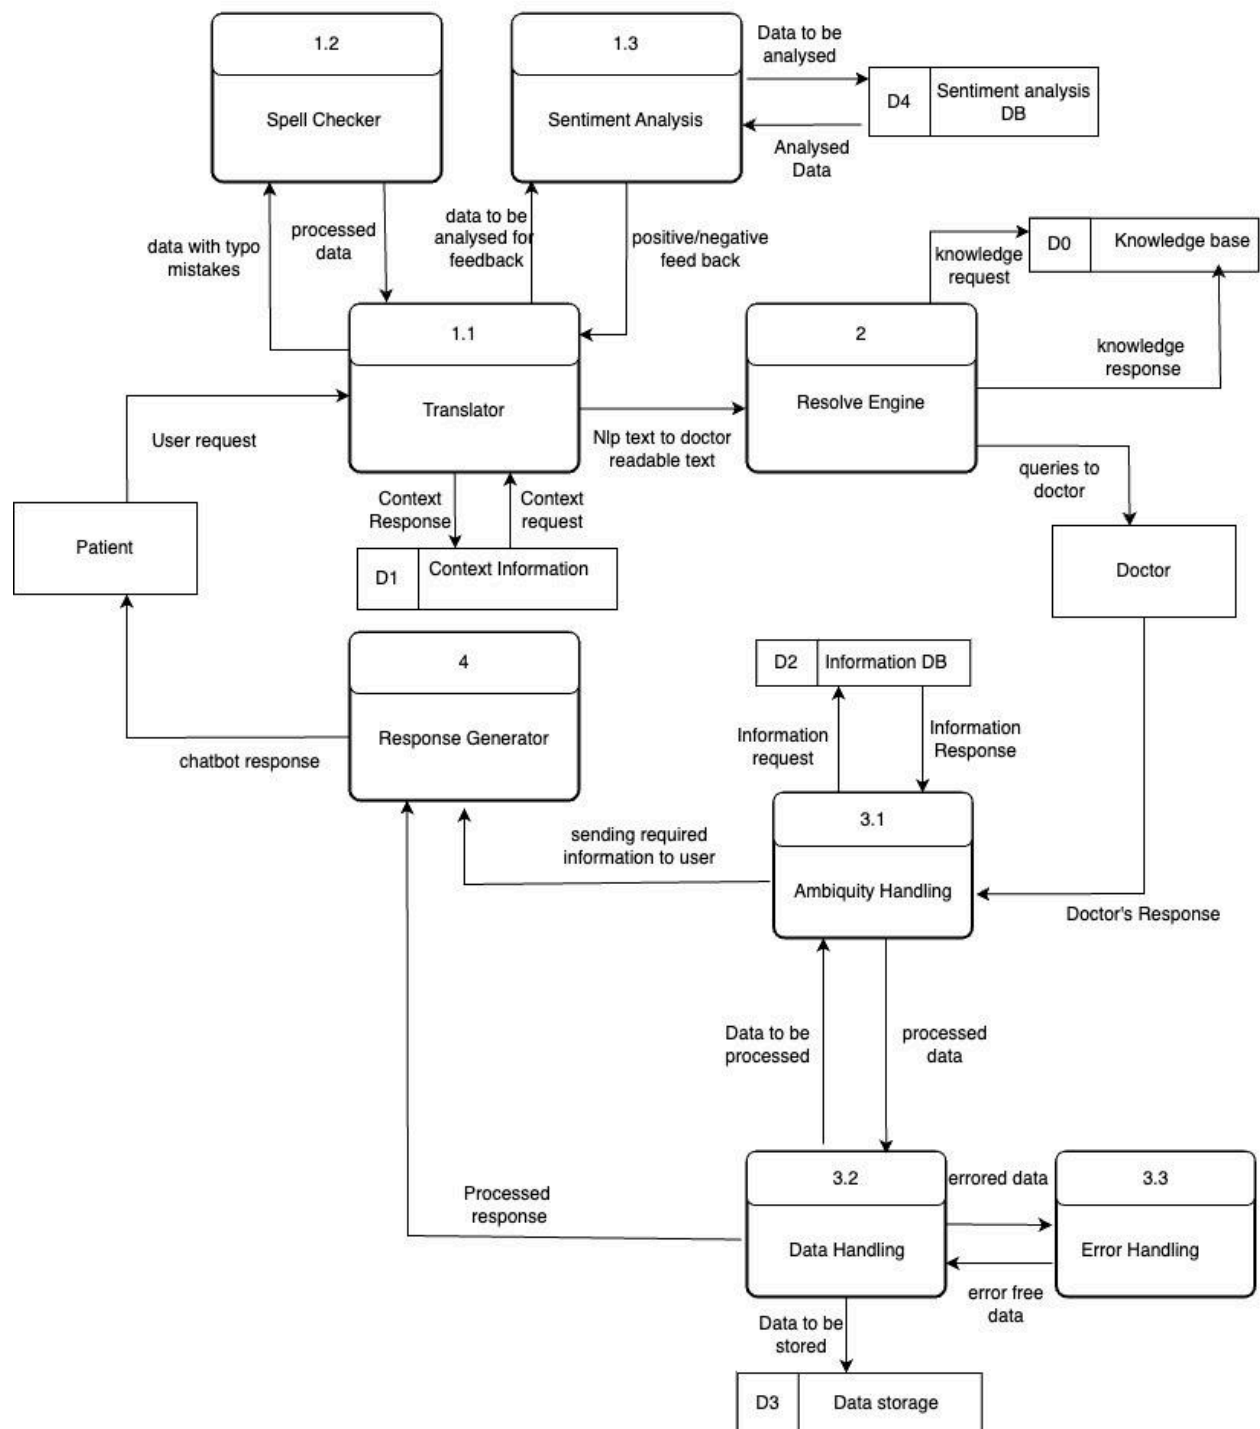 1.2
Spell Checker
1.3
Sentiment Analysis
Data to be
analysed
D4
Sentiment analysis
DB
Analysed
Data
data with typo
mistakes
processed
data
data to be
analysed for
feedback
positive/negative
feed back
knowledge
request
D0
Knowledge base
1.1
Translator
2
Resolve Engine
knowledge
response
User request
Nlp text to doctor
readable text
queries to
doctor
Context
Response
Context
request
Patient
D1
Context Information
Doctor
4
Response Generator
D2
Information DB
Information
request
Information
Response
chatbot response
3.1
Ambiquity Handling
sending required
information to user
Doctor's Response
Data to be
processed
processed
data
Processed
response
3.2
Data Handling
errored data
3.3
Error Handling
error free
data
Data to be
stored
D3
Data storage